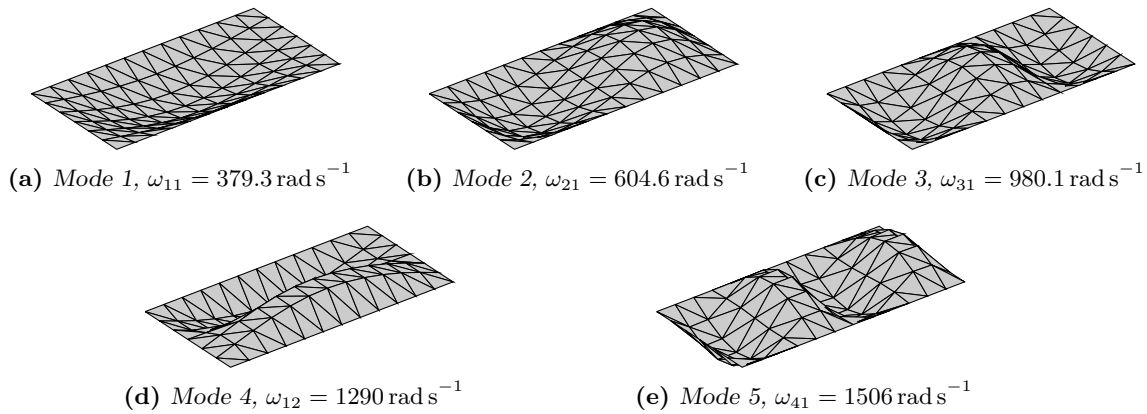 (a) Mode 1, ω₁₁ = 379.3 rad s⁻¹
(b) Mode 2, ω₂₁ = 604.6 rad s⁻¹
(c) Mode 3, ω₃₁ = 980.1 rad s⁻¹
(d) Mode 4, ω₁₂ = 1290 rad s⁻¹
(e) Mode 5, ω₄₁ = 1506 rad s⁻¹